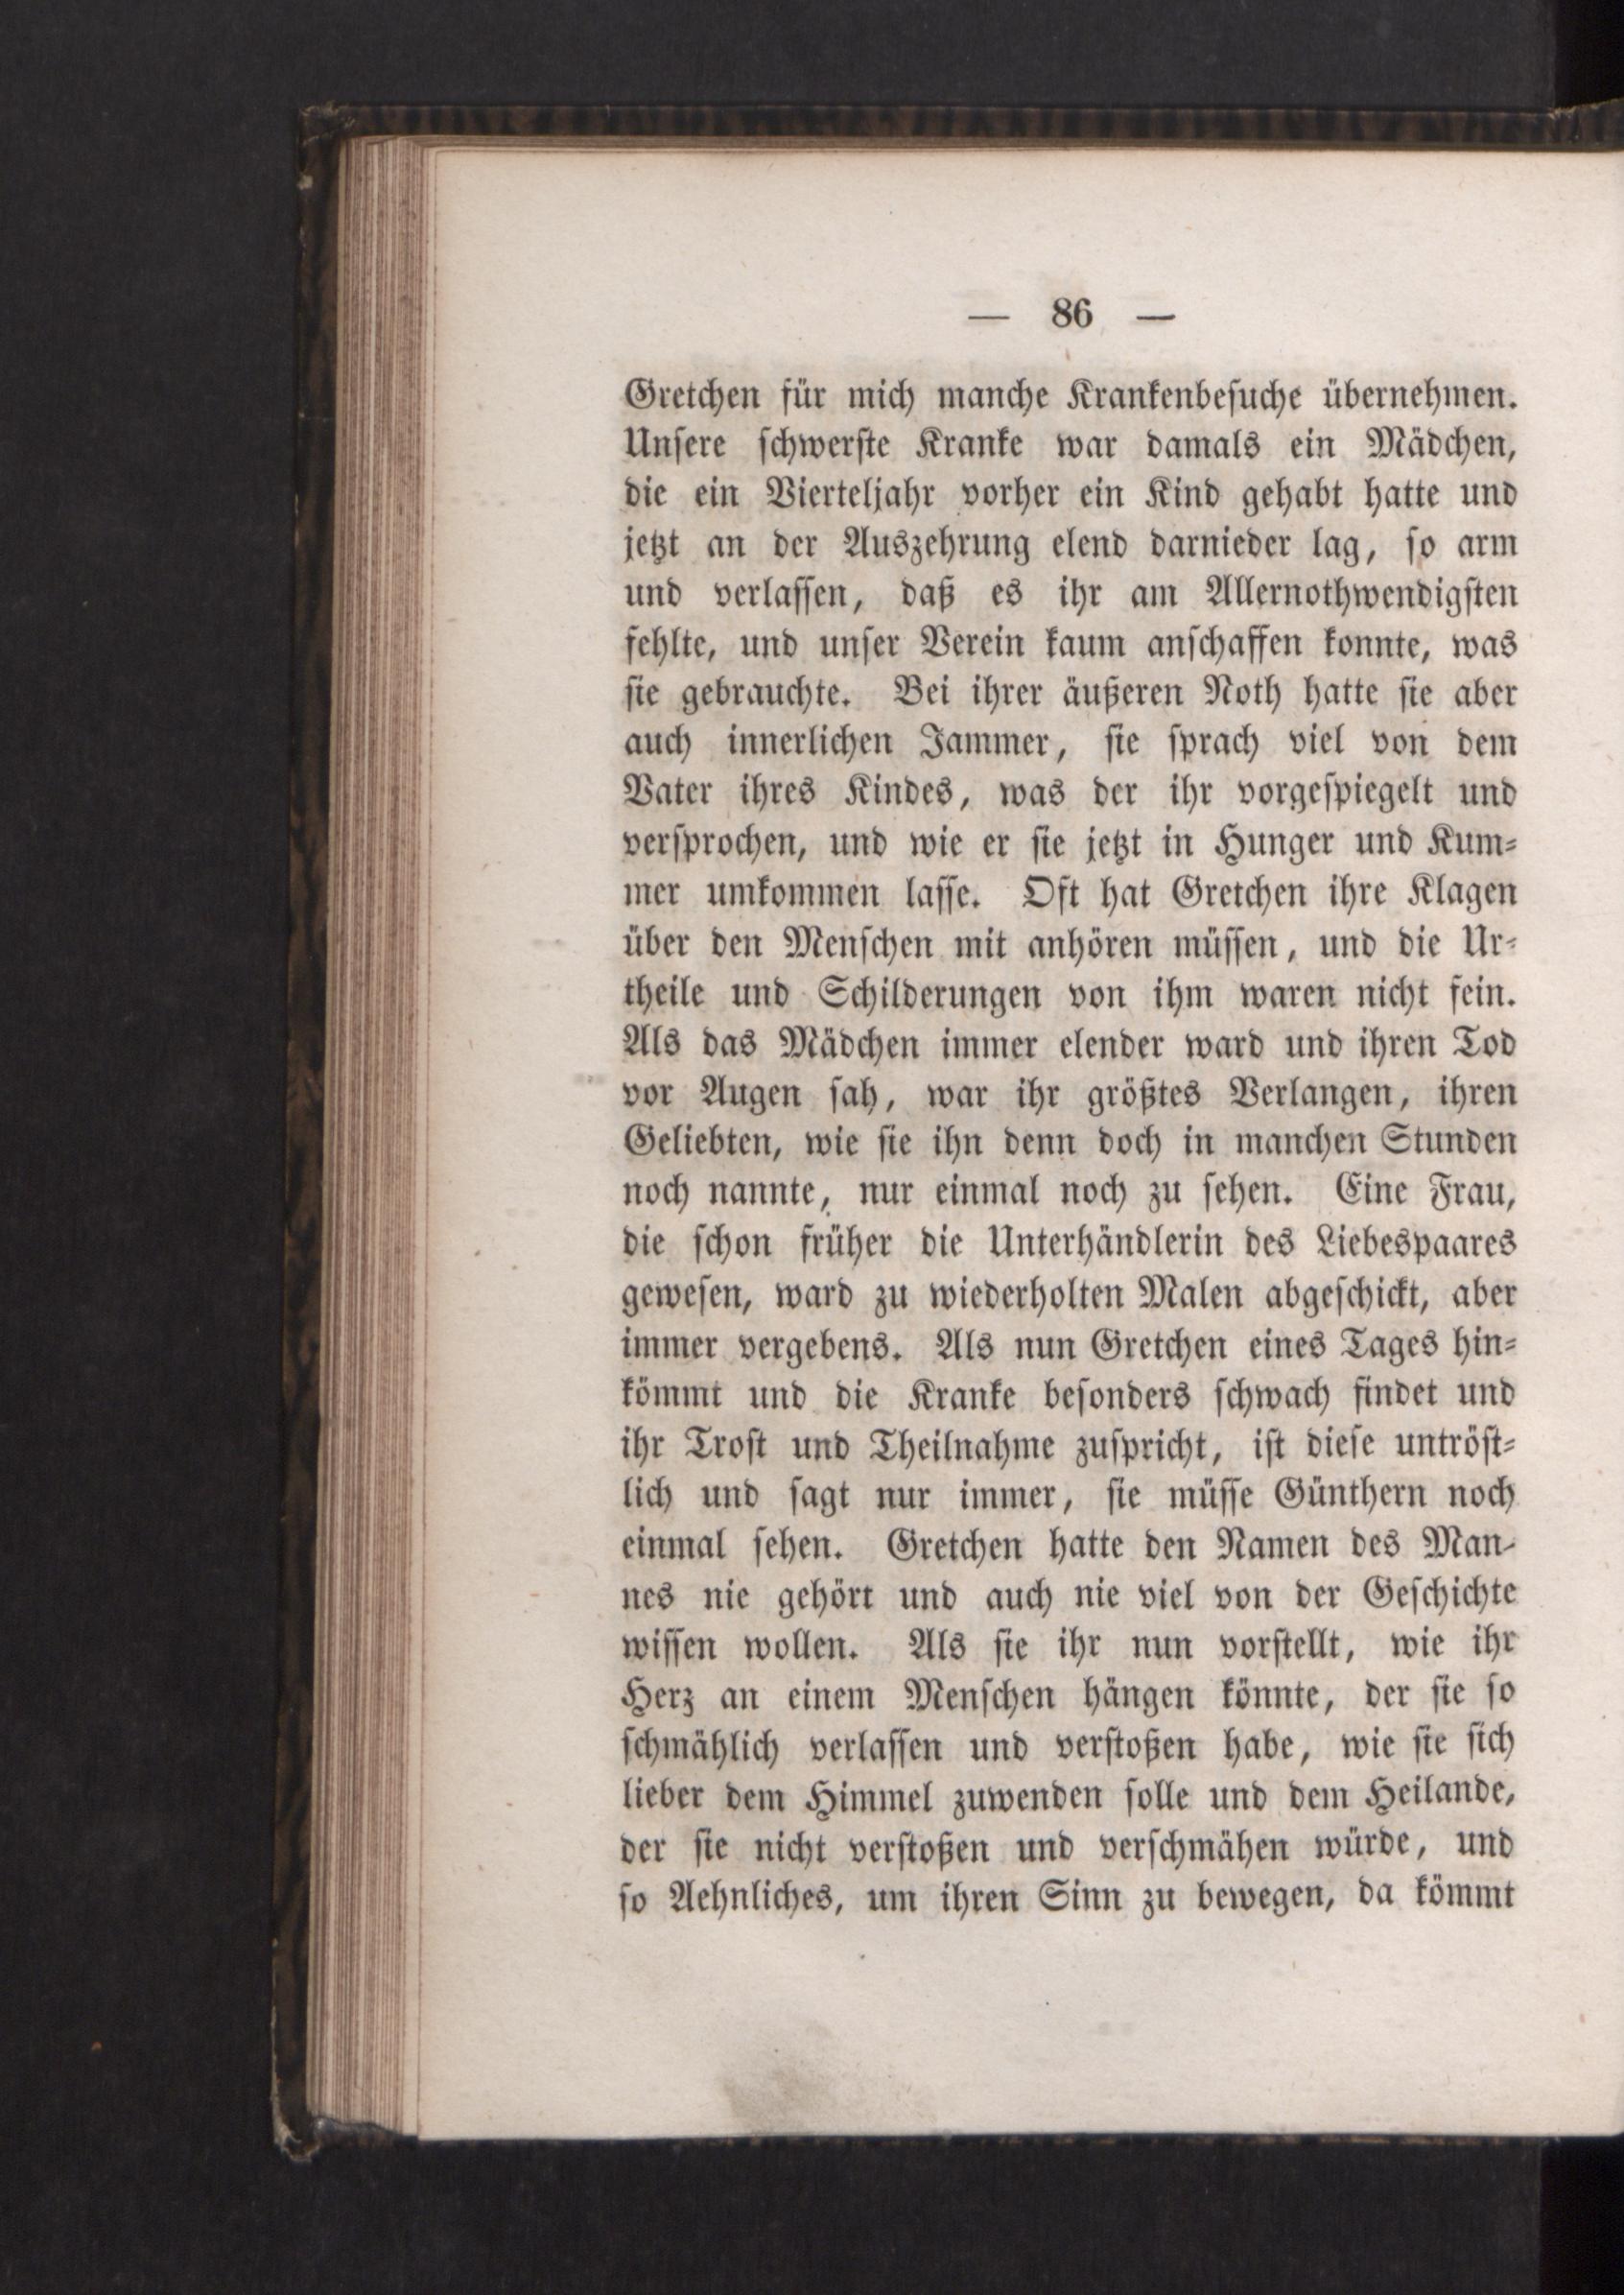 — 86 —
Gretchen für mich manche Krankenbesuche übernehmen.
Unsere schwerste Kranke war damals ein Mädchen,
die ein Vierteljahr vorher ein Kind gehabt hatte und
jetzt an der Auszehrung elend darnieder lag, so arm
und verlassen, daß es ihr am Allernothwendigsten
fehlte, und unser Verein kaum anschaffen konnte, was
sie gebrauchte. Bei ihrer äußeren Noth hatte sie aber
auch innerlichen Jammer, sie sprach viel von dem
Vater ihres Kindes, was der ihr vorgespiegelt und
versprochen, und wie er sie jetzt in Hunger und Kum-
mer umkommen lasse. Oft hat Gretchen ihre Klagen
über den Menschen mit anhören müssen, und die Ur-
theile und Schilderungen von ihm waren nicht fein.
Als das Mädchen immer elender ward und ihren Tod
vor Augen sah, war ihr größtes Verlangen, ihren
Geliebten, wie sie ihn denn doch in manchen Stunden
noch nannte, nur einmal noch zu sehen. Eine Frau,
die schon früher die Unterhändlerin des Liebespaares
gewesen, ward zu wiederholten Malen abgeschickt, aber
immer vergebens. Als nun Gretchen eines Tages hin-
kömmt und die Kranke besonders schwach findet und
ihr Trost und Theilnahme zuspricht, ist diese untröst-
lich und sagt nur immer, sie müsse Günthern noch
einmal sehen. Gretchen hatte den Namen des Man-
nes nie gehört und auch nie viel von der Geschichte
wissen wollen. Als sie ihr nun vorstellt, wie ihr
Herz an einem Menschen hängen könnte, der sie so
schmählich verlassen und verstoßen habe, wie sie sich
lieber dem Himmel zuwenden solle und dem Heilande,
der sie nicht verstoßen und verschmähen würde, und
so Aehnliches, um ihren Sinn zu bewegen, da kömmt